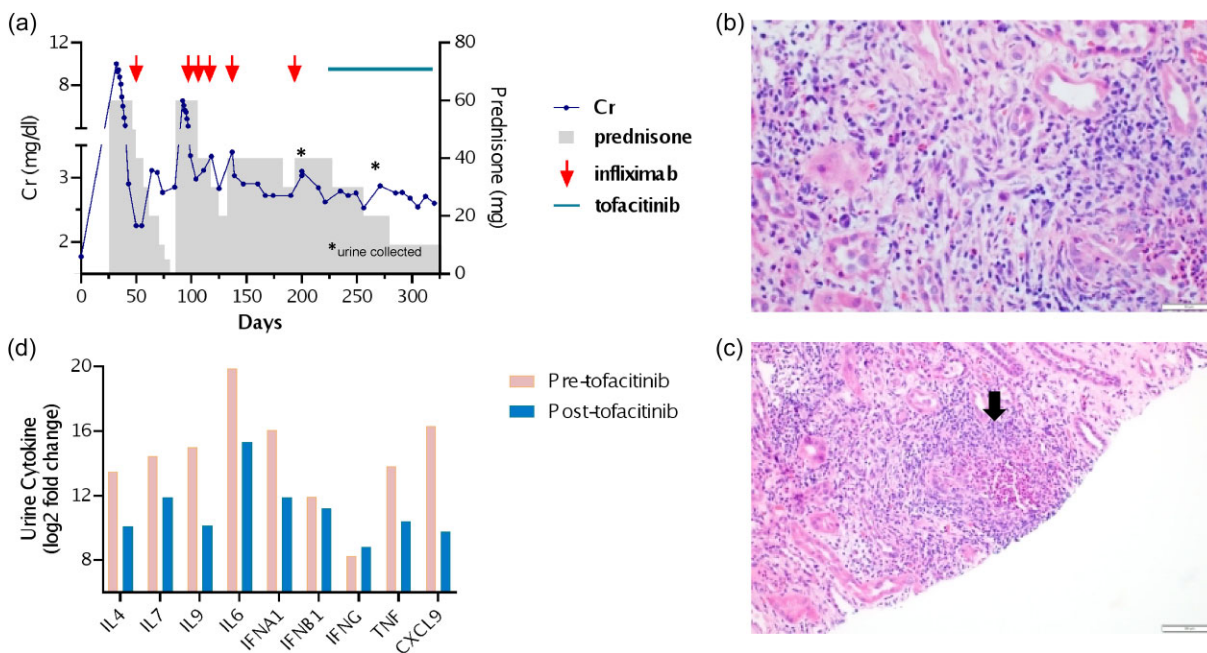 (a)
12
8
3
2
Cr (mg/dl)
80
60
40
20
0
Prednisone (mg)
*
*
* urine collected
0 50 100 150 200 250 300
Days
Cr
prednisone
infliximab
tofacitinib
(b)
(c)
(d)
20
16
12
8
Urine Cytokine
(log2 fold change)
IL4 IL7 IL9 IL6 IFNA1 IFNB1 IFNG TNF CXCL9
Pre-tofacitinib
Post-tofacitinib